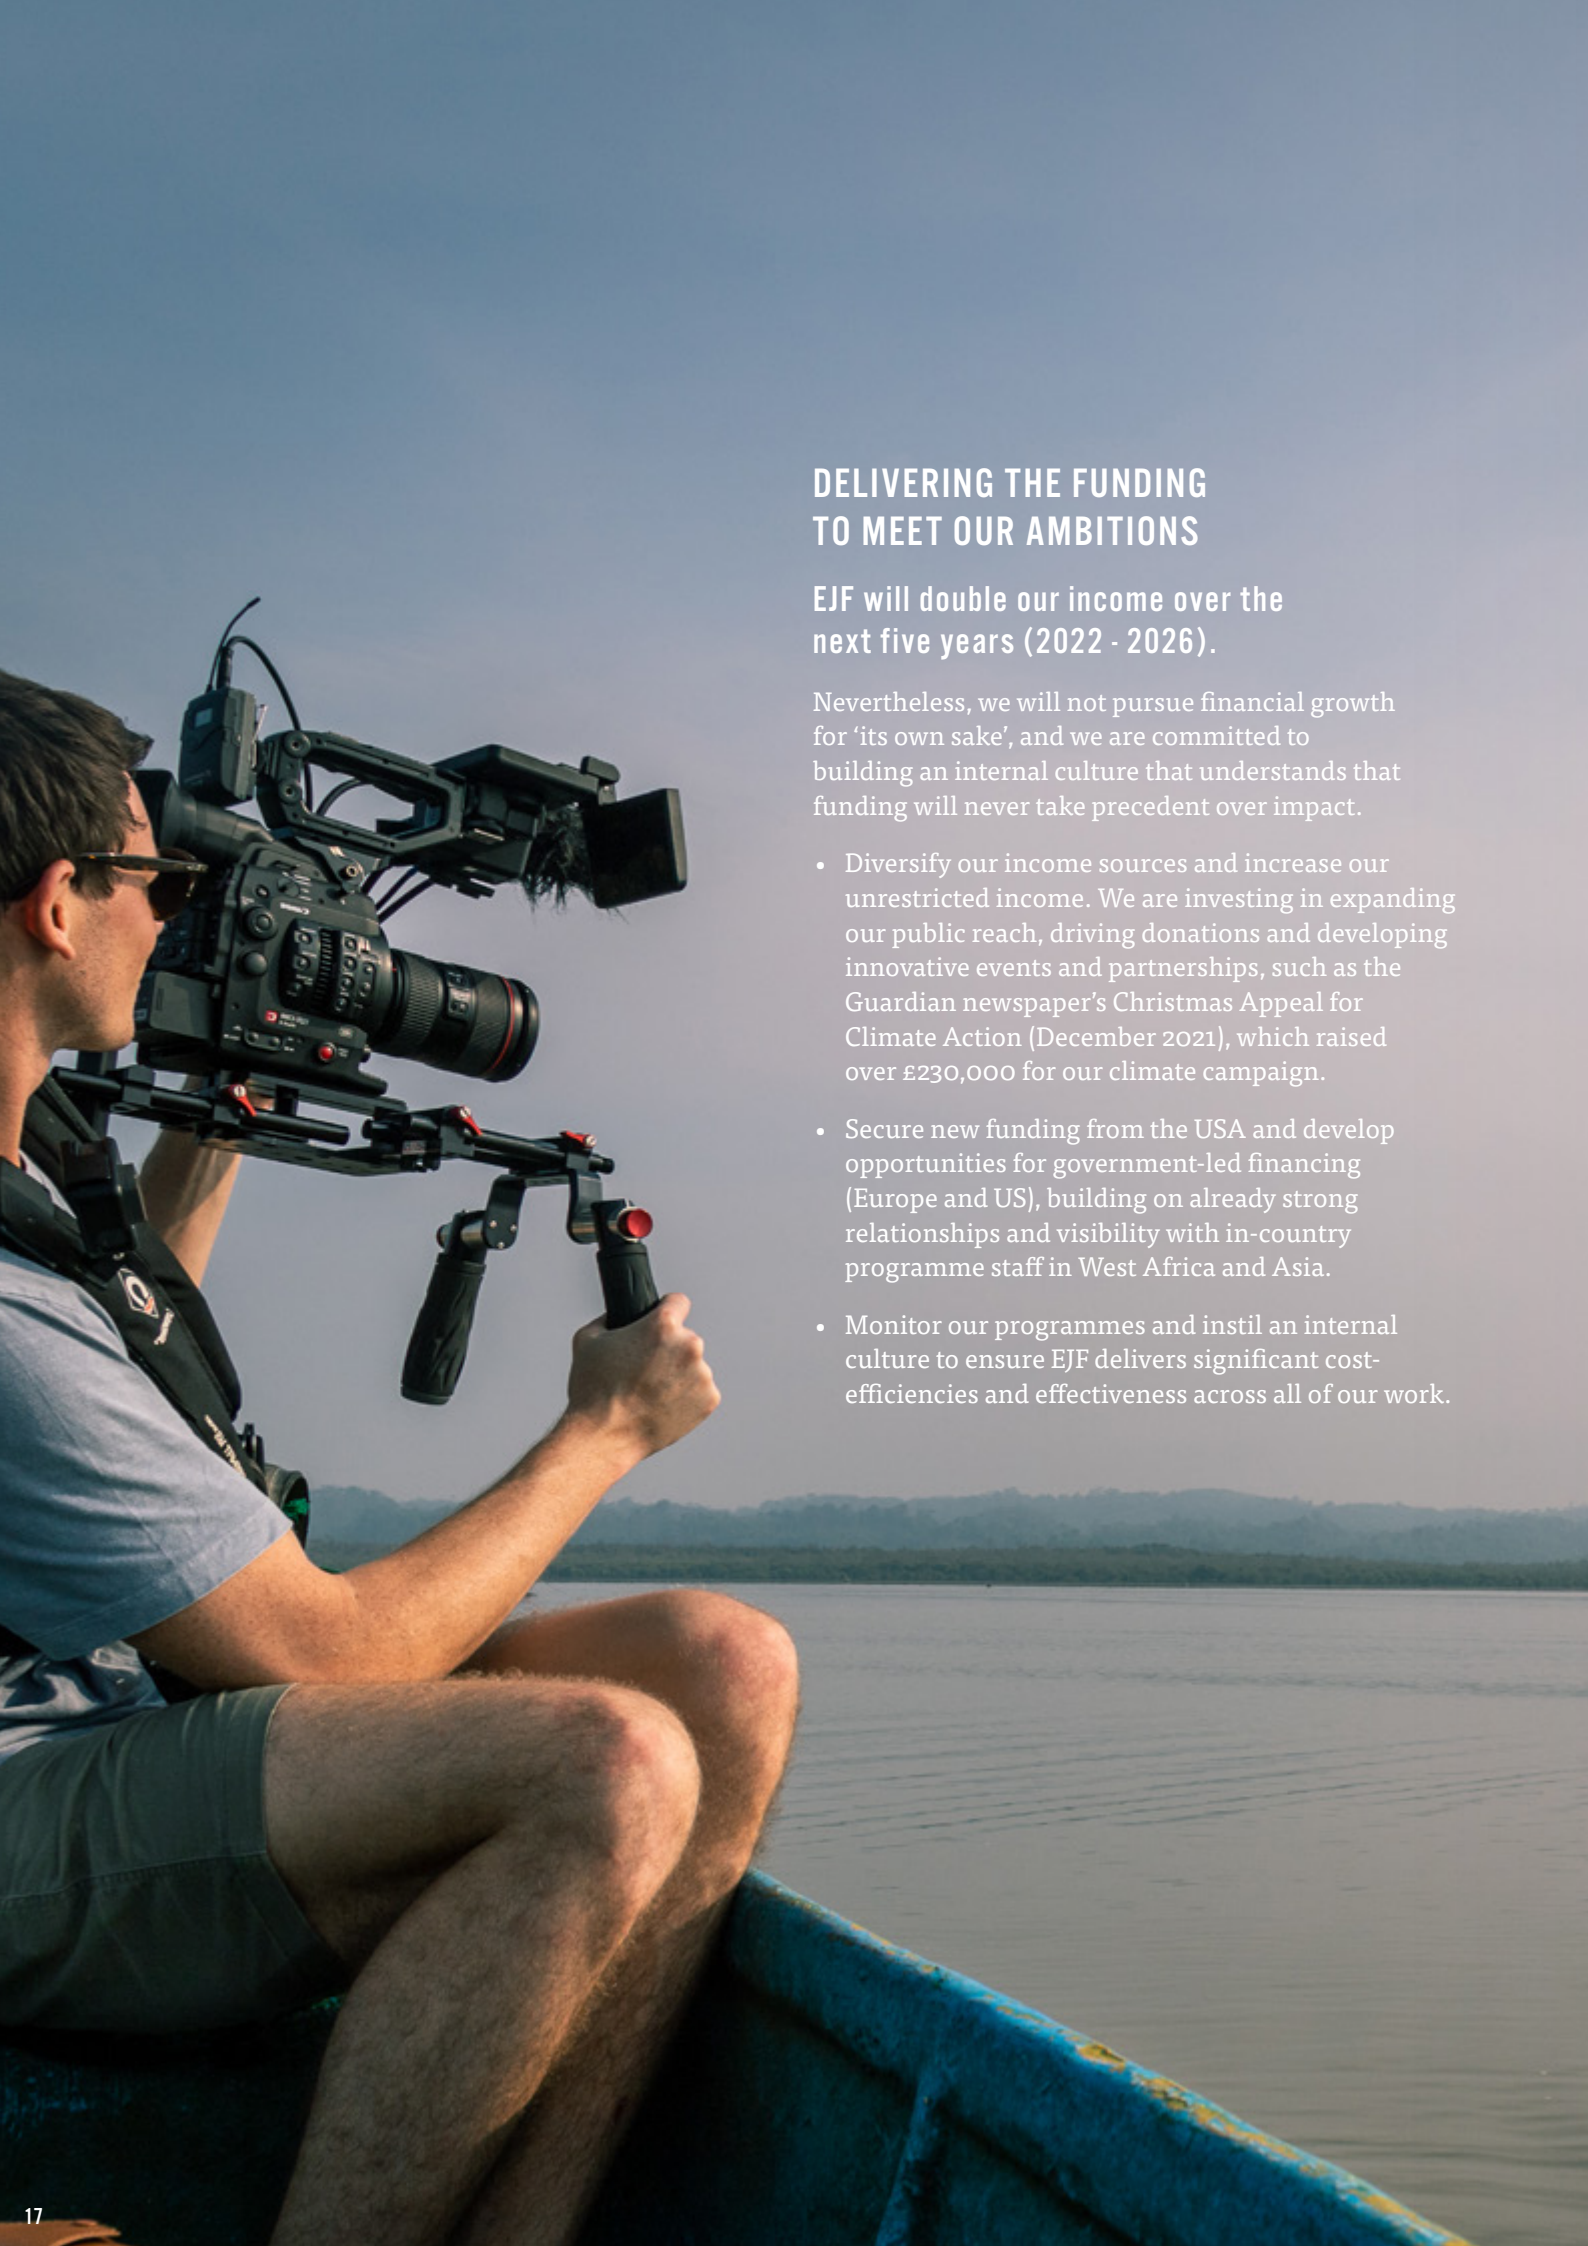 DELIVERING THE FUNDING
TO MEET OUR AMBITIONS
EJF will double our income over the
next five years (2022 - 2026).
Nevertheless, we will not pursue financial growth
for ‘its own sake’, and we are committed to
building an internal culture that understands that
funding will never take precedent over impact.
• Diversify our income sources and increase our
unrestricted income. We are investing in expanding
our public reach, driving donations and developing
innovative events and partnerships, such as the
Guardian newspaper’s Christmas Appeal for
Climate Action (December 2021), which raised
over £230,000 for our climate campaign.
• Secure new funding from the USA and develop
opportunities for government-led financing
(Europe and US), building on already strong
relationships and visibility with in-country
programme staff in West Africa and Asia.
• Monitor our programmes and instil an internal
culture to ensure EJF delivers significant cost-
efficiencies and effectiveness across all of our work.
17